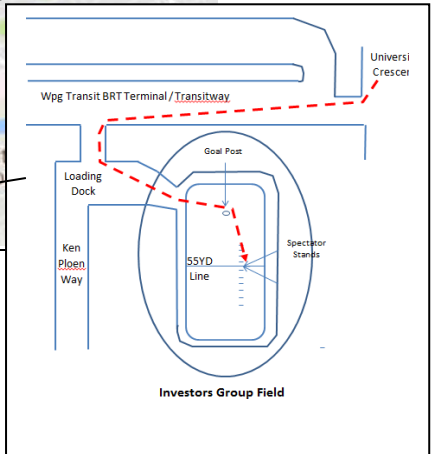 Universi
Crescer
Wpg Transit BRT Terminal / Transitway
Goal Post
Loading
Dock
Spectator
Stands
Ken
Ploen
Way
55YD
Line
Investors Group Field